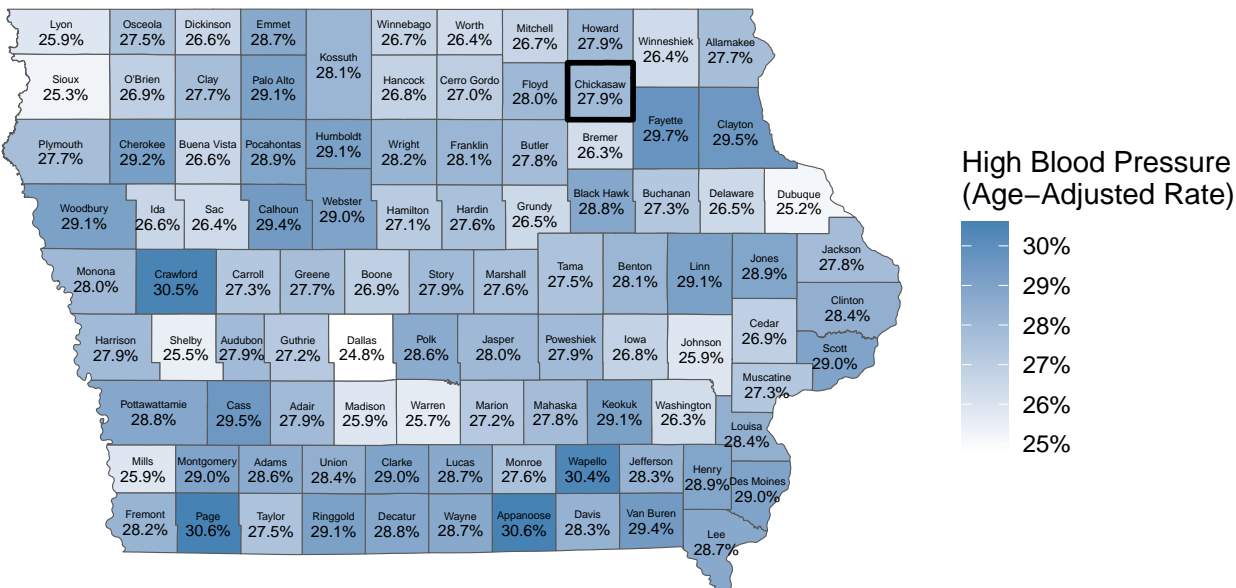 Lyon
25.9%
Osceola
27.5%
Dickinson
26.6%
Emmet
28.7%
Kossuth
28.1%
Winnebago
26.7%
Worth
26.4%
Mitchell
26.7%
Howard
27.9%
Winneshiek
26.4%
Allamakee
27.7%
Sioux
25.3%
O'Brien
26.9%
Clay
27.7%
Palo Alto
29.1%
Hancock
26.8%
Cerro Gordo
27.0%
Floyd
28.0%
Chickasaw
27.9%
Fayette
29.7%
Clayton
29.5%
Plymouth
27.7%
Cherokee
29.2%
Buena Vista
26.6%
Pocahontas
28.9%
Humboldt
29.1%
Wright
28.2%
Franklin
28.1%
Butler
27.8%
Bremer
26.3%
Woodbury
29.1%
Ida
26.6%
Sac
26.4%
Calhoun
29.4%
Webster
29.0%
Hamilton
27.1%
Hardin
27.6%
Grundy
26.5%
Black Hawk
28.8%
Buchanan
27.3%
Delaware
26.5%
Dubuque
25.2%
Monona
28.0%
Crawford
30.5%
Carroll
27.3%
Greene
27.7%
Boone
26.9%
Story
27.9%
Marshall
27.6%
Tama
27.5%
Benton
28.1%
Linn
29.1%
Jones
28.9%
Jackson
27.8%
Clinton
28.4%
Harrison
27.9%
Shelby
25.5%
Audubon
27.9%
Guthrie
27.2%
Dallas
24.8%
Polk
28.6%
Jasper
28.0%
Poweshiek
27.9%
Iowa
26.8%
Johnson
25.9%
Cedar
26.9%
Scott
29.0%
Muscatine
27.3%
Pottawattamie
28.8%
Cass
29.5%
Adair
27.9%
Madison
25.9%
Warren
25.7%
Marion
27.2%
Mahaska
27.8%
Keokuk
29.1%
Washington
26.3%
Louisa
28.4%
Mills
25.9%
Montgomery
29.0%
Adams
28.6%
Union
28.4%
Clarke
29.0%
Lucas
28.7%
Monroe
27.6%
Wapello
30.4%
Jefferson
28.3%
Henry
28.9%
Des Moines
29.0%
Fremont
28.2%
Page
30.6%
Taylor
27.5%
Ringgold
29.1%
Decatur
28.8%
Wayne
28.7%
Appanoose
30.6%
Davis
28.3%
Van Buren
29.4%
Lee
28.7%
High Blood Pressure
(Age−Adjusted Rate)
30%
29%
28%
27%
26%
25%